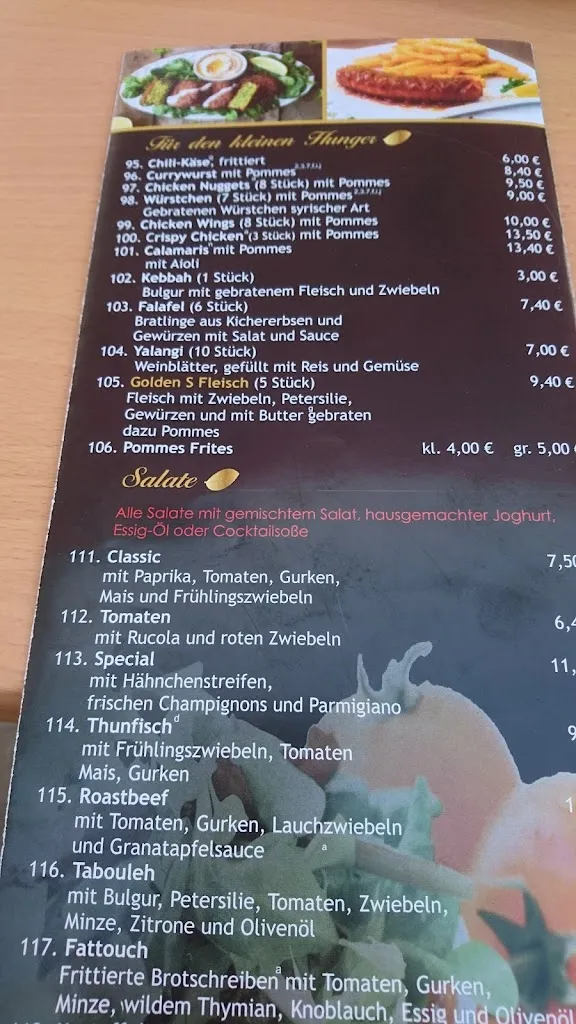 Für den kleinen Hunger
95. Chili-Käse, frittiert 6,00 €
96. Currywurst mit Pommes 8,40 €
97. Chicken Nuggets (8 Stück) mit Pommes 9,50 €
98. Würstchen (7 Stück) mit Pommes 9,00 €
Gebratenen Würstchen syrischer Art
99. Chicken Wings (8 Stück) mit Pommes 10,00 €
100. Crispy Chicken (3 Stück) mit Pommes 13,50 €
101. Calamaris mit Pommes 13,40 €
mit Aioli
102. Kebbah (1 Stück) 3,00 €
Bulgur mit gebratenem Fleisch und Zwiebeln
103. Falafel (6 Stück) 7,40 €
Bratlinge aus Kichererbsen und
Gewürzen mit Salat und Sauce
104. Yalangi (10 Stück) 7,00 €
Weinblätter, gefüllt mit Reis und Gemüse
105. Golden S Fleisch (5 Stück) 9,40 €
Fleisch mit Zwiebeln, Petersilie,
Gewürzen und mit Butter g gebraten
dazu Pommes
106. Pommes Frites kl. 4,00 € gr. 5,00
Salate
Alle Salate mit gemischtem Salat, hausgemachter Joghurt,
Essig-Öl oder Cocktailsoße
111. Classic 7,50
mit Paprika, Tomaten, Gurken,
Mais und Frühlingszwiebeln
112. Tomaten 6,4
mit Rucola und roten Zwiebeln
113. Special 11,
mit Hähnchenstreifen,
frischen Champignons und Parmigiano
114. Thunfisch d 9
mit Frühlingszwiebeln, Tomaten
Mais, Gurken
115. Roastbeef 1
mit Tomaten, Gurken, Lauchzwiebeln
und Granatapfelsauce a
116. Tabouleh
mit Bulgur, Petersilie, Tomaten, Zwiebeln,
Minze, Zitrone und Olivenöl
117. Fattouch
Frittierte Brotschreiben a mit Tomaten, Gurken,
Minze, wildem Thymian, Knoblauch, Essig und Olivenöl